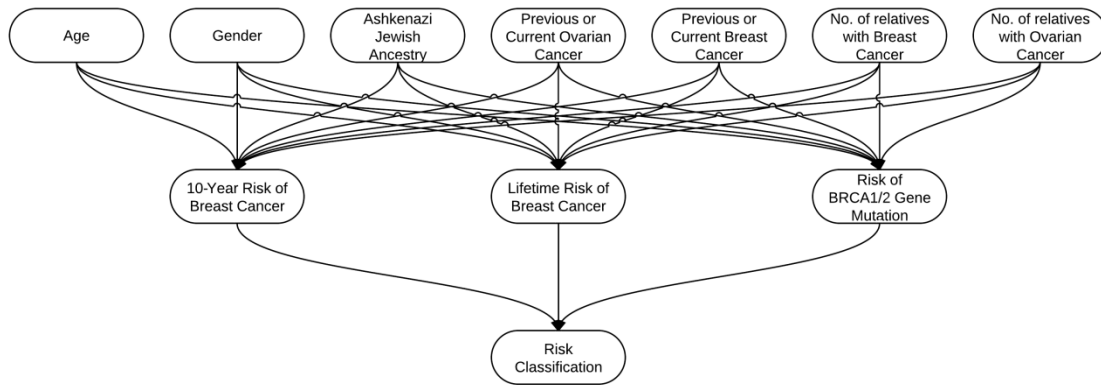 Age
Gender
Ashkenazi
Jewish
Ancestry
Previous or
Current Ovarian
Cancer
Previous or
Current Breast
Cancer
No. of relatives
with Breast
Cancer
No. of relatives
with Ovarian
Cancer
10-Year Risk of
Breast Cancer
Lifetime Risk of
Breast Cancer
Risk of
BRCA1/2 Gene
Mutation
Risk
Classification